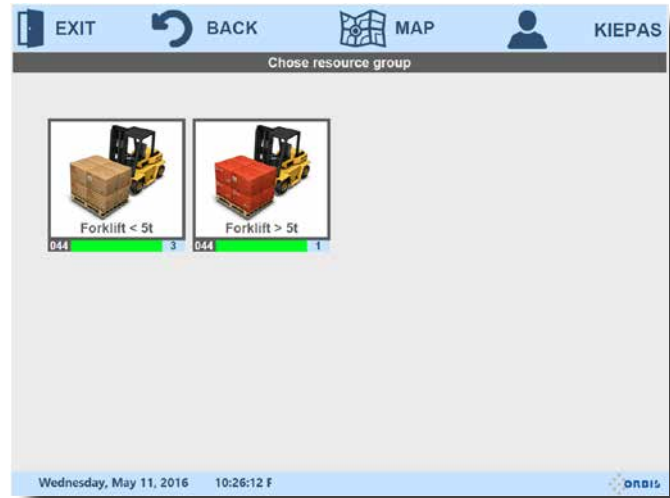 EXIT BACK MAP KIEPAS
Chose resource group
Forklift < 5t Forklift > 5t
044 3 044 1
Wednesday, May 11, 2016 10:26:12 F ORBIS